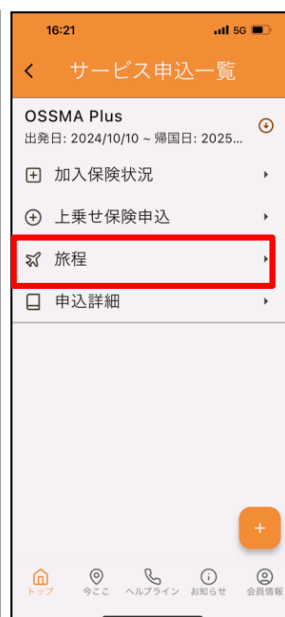 16:21
5G
サービス申込一覧
OSSMA Plus
出発日: 2024/10/10 ~ 帰国日: 2025...
加入保険状況
上乗せ保険申込
旅程
申込詳細
トップ
今ここ
ヘルプライン
お知らせ
会員情報